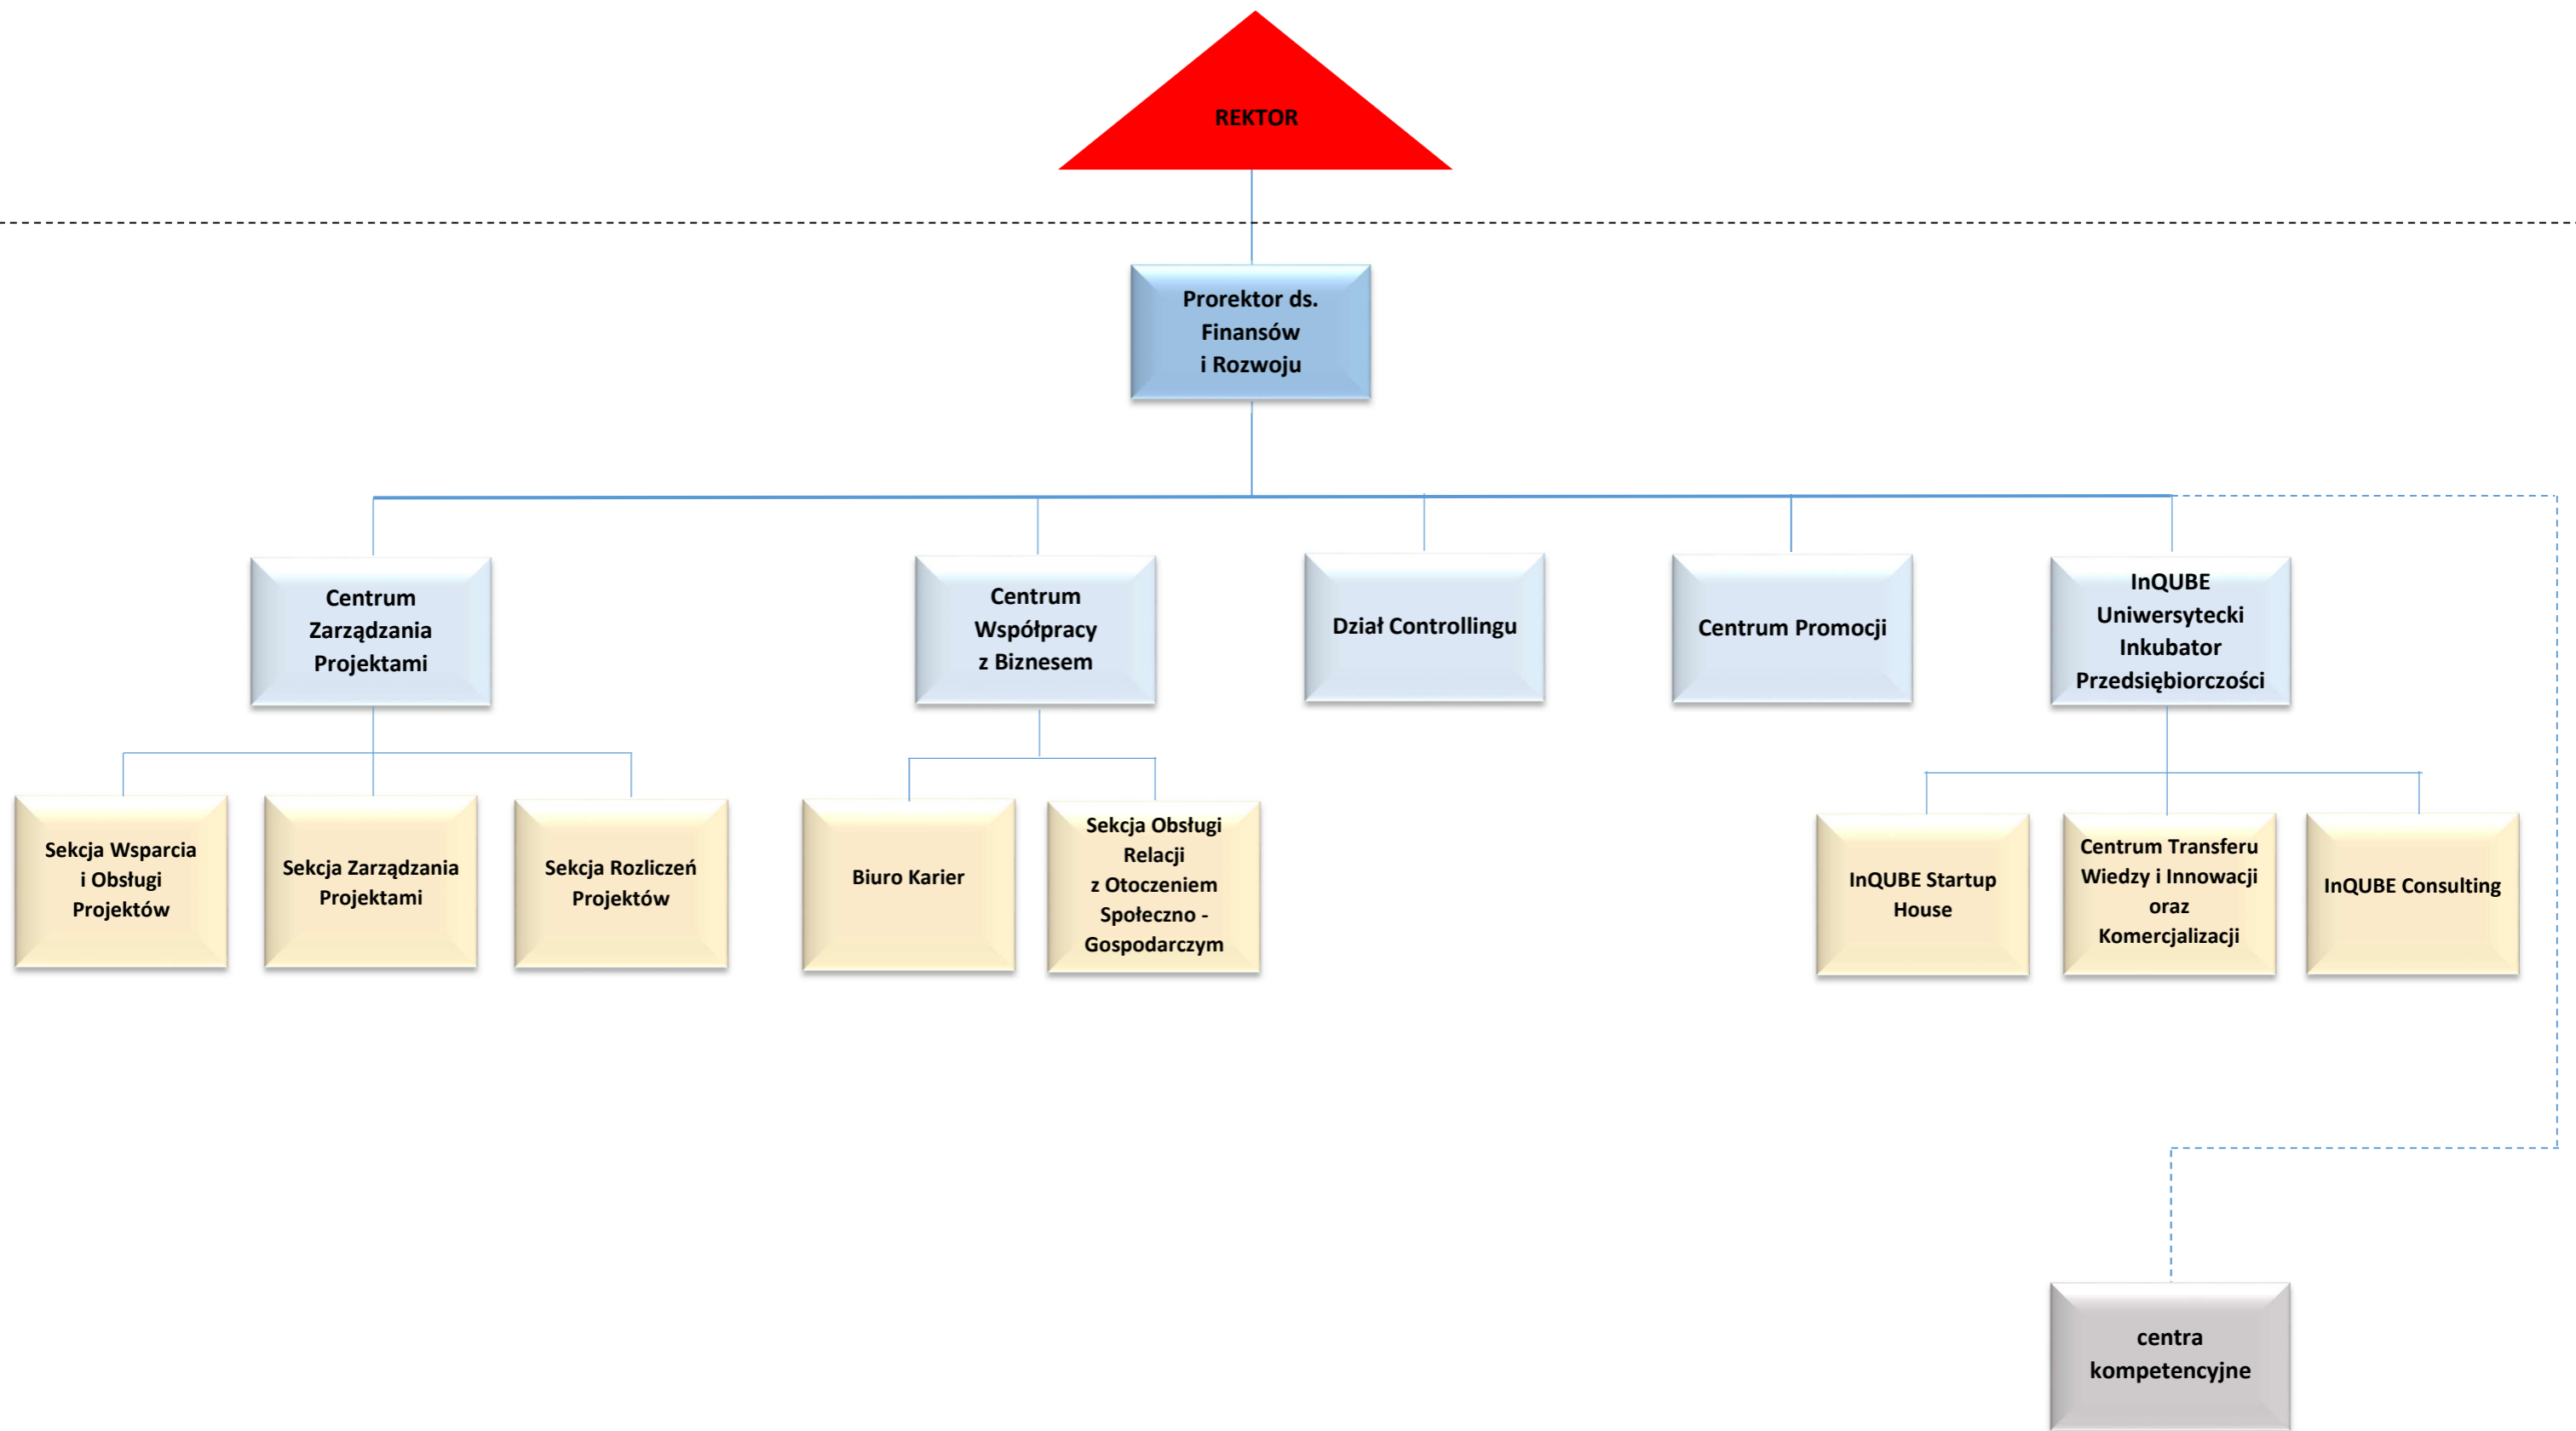 REKTOR
Prorektor ds.
Finansów
i Rozwoju
Centrum
Zarządzania
Projektami
Centrum
Współpracy
z Biznesem
Dział Controllingu
Centrum Promocji
InQUBE
Uniwersytecki
Inkubator
Przedsiębiorczości
Sekcja Wsparcia
i Obsługi
Projektów
Sekcja Zarządzania
Projektami
Sekcja Rozliczeń
Projektów
Biuro Karier
Sekcja Obsługi
Relacji
z Otoczeniem
Społeczno -
Gospodarczym
InQUBE Startup
House
Centrum Transferu
Wiedzy i Innowacji
oraz
Komercjalizacji
InQUBE Consulting
centra
kompetencyjne